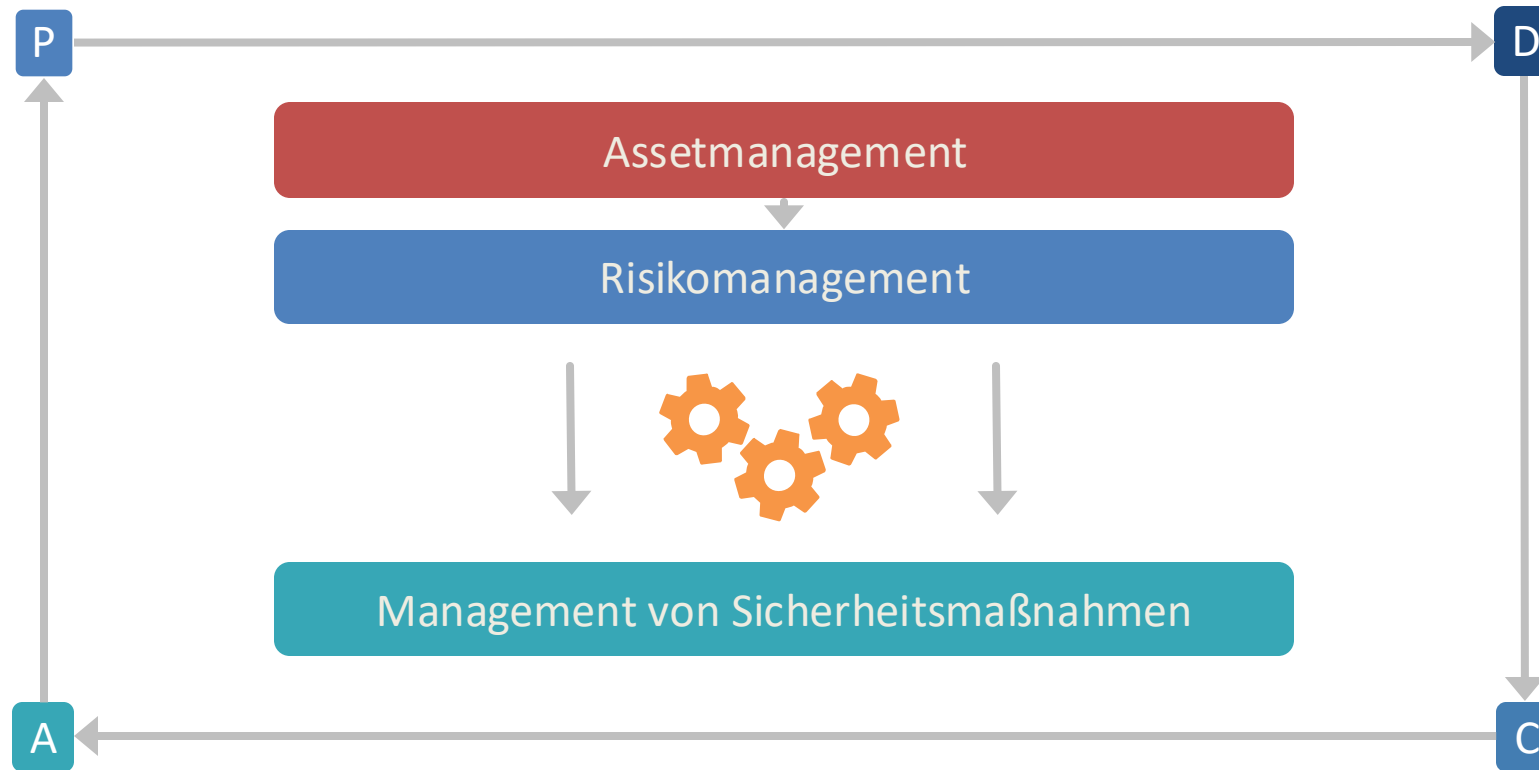 P
D
Assetmanagement
Risikomanagement
Management von Sicherheitsmaßnahmen
A
C